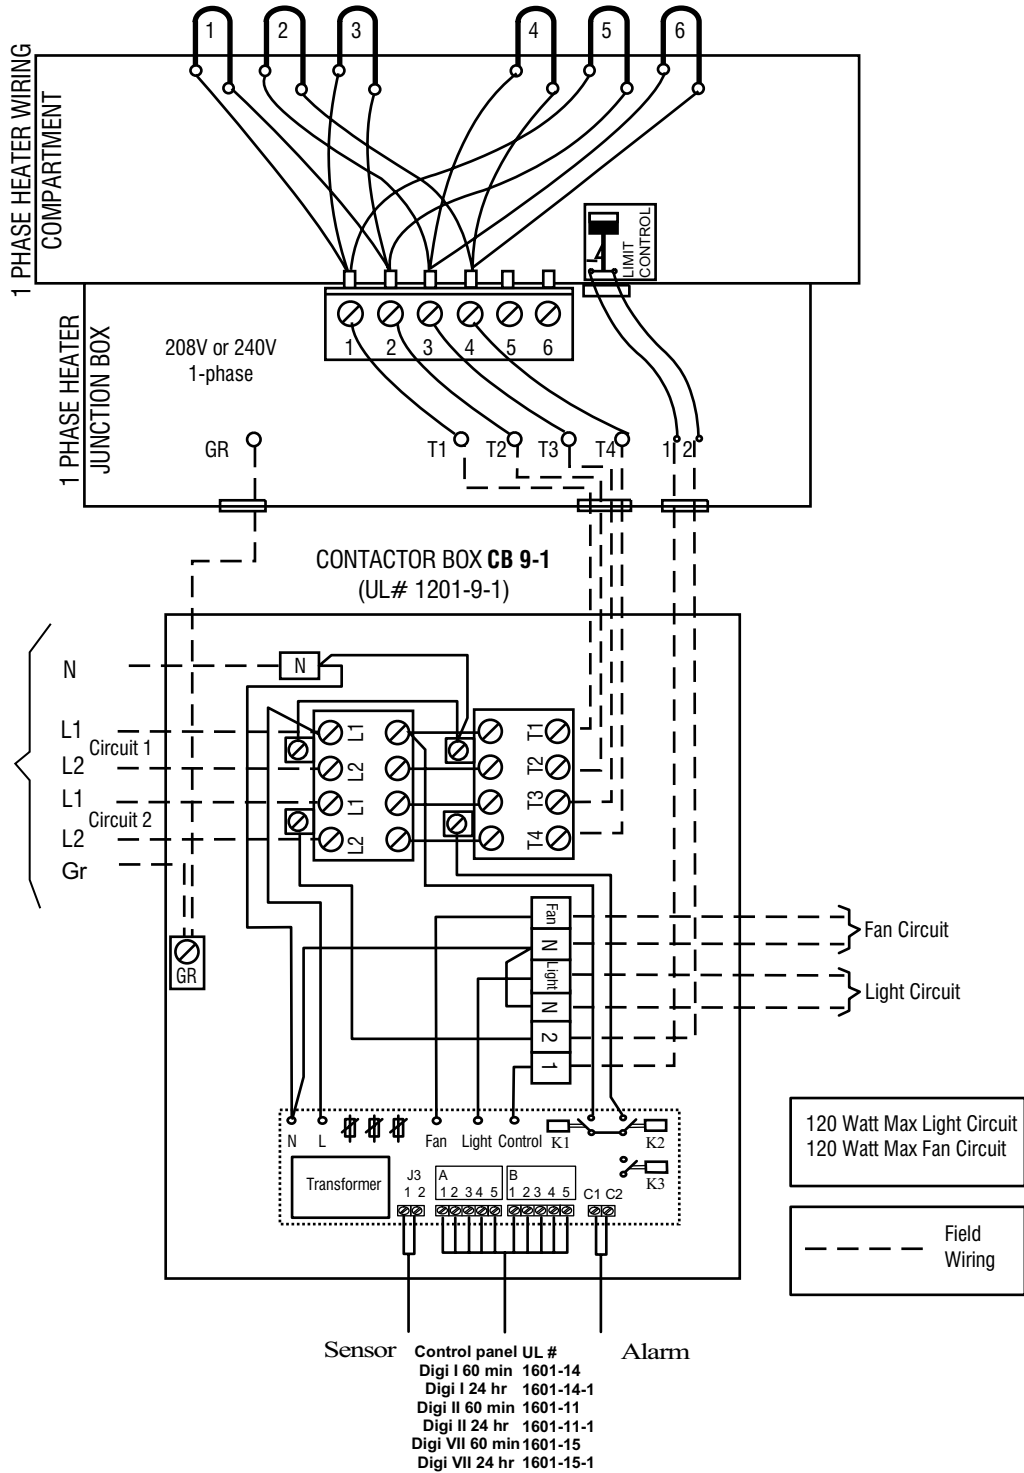 1 2 3 4 5 6
1 PHASE HEATER WIRING
COMPARTMENT
LIMIT
CONTROL
1 PHASE HEATER
JUNCTION BOX
208V or 240V
1-phase
1 2 3 4 5 6
GR
T1 T2 T3 T4 1 2
CONTACTOR BOX CB 9-1
(UL# 1201-9-1)
N
N
L1
Circuit 1
L2
L1
Circuit 2
L2
Gr
L1
L2
L1
L2
T1
T2
T3
T4
GR
Fan
N
Light
N
2
1
Fan Circuit
Light Circuit
N L Fan Light Control K1 K2
K3
Transformer
J3
1 2
A
1 2 3 4 5
B
1 2 3 4 5
C1 C2
120 Watt Max Light Circuit
120 Watt Max Fan Circuit
Field
Wiring
Sensor
Alarm
Control panel UL #
Digi I 60 min 1601-14
Digi I 24 hr 1601-14-1
Digi II 60 min 1601-11
Digi II 24 hr 1601-11-1
Digi VII 60 min 1601-15
Digi VII 24 hr 1601-15-1